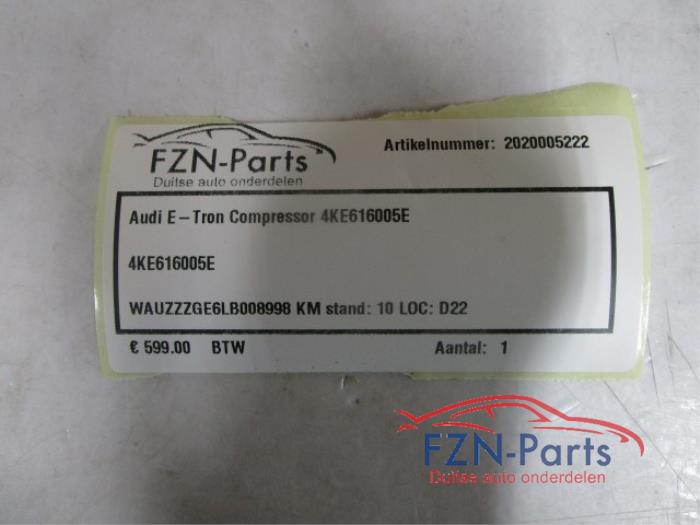 FZN-Parts
Duitse auto onderdelen
Artikelnummer: 2020005222
Audi E-Tron Compressor 4KE616005E
4KE616005E
WAUZZZGE6LB008998 KM stand: 10 LOC: D22
€ 599.00 BTW
Aantal: 1
FZN-Parts
Duitse auto onderdelen